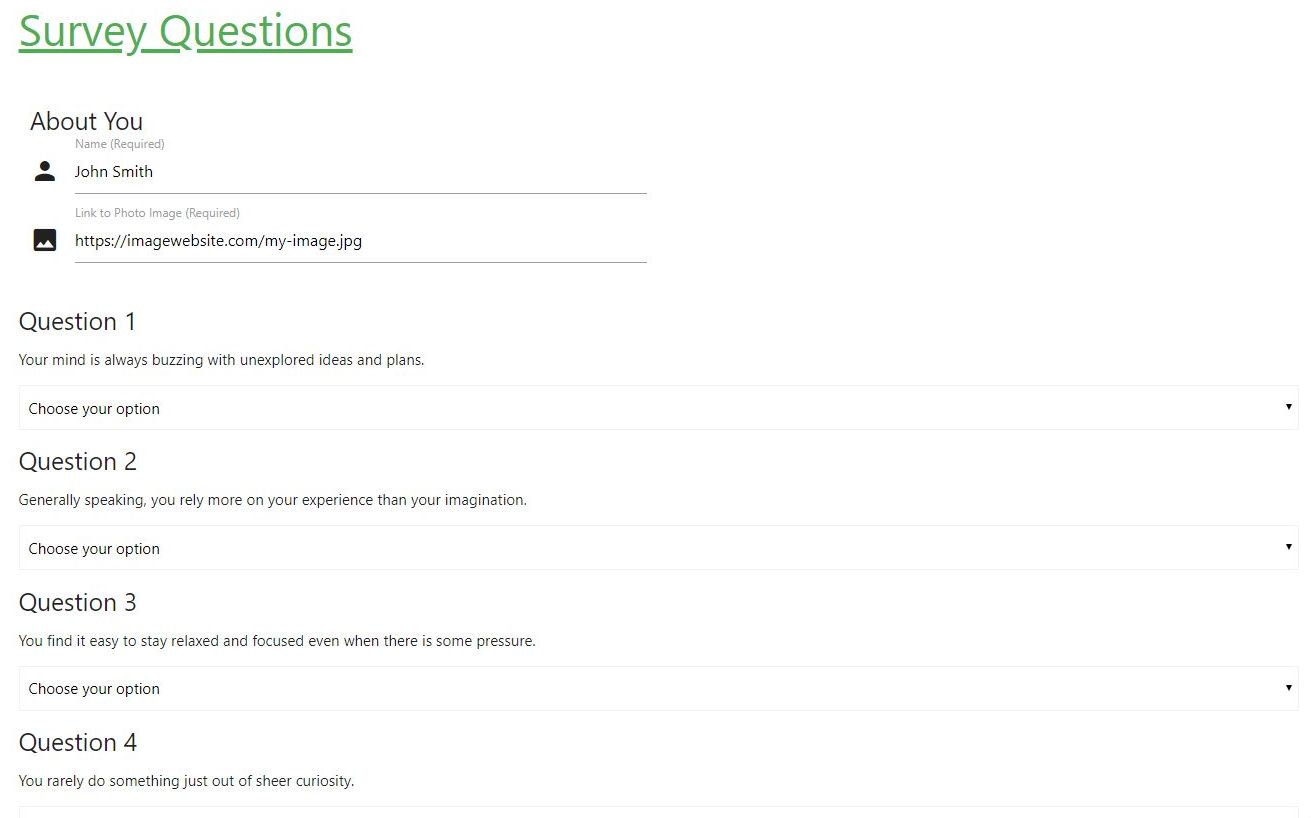 Survey Questions
About You
Name (Required)
John Smith
Link to Photo Image (Required)
https://imagewebsite.com/my-image.jpg
Question 1
Your mind is always buzzing with unexplored ideas and plans.
Choose your option
Question 2
Generally speaking, you rely more on your experience than your imagination.
Choose your option
Question 3
You find it easy to stay relaxed and focused even when there is some pressure.
Choose your option
Question 4
You rarely do something just out of sheer curiosity.